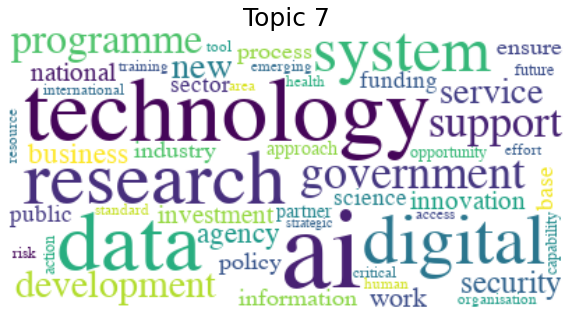 Topic 7
programme tool process system ensure
national training new emerging funding future
international sector area health service
resource technology support
business industry approach opportunity effort
research government base
public standard investment partner science innovation
strategic access
action data agency ai digital capability
risk policy critical
development human security
information work organisation